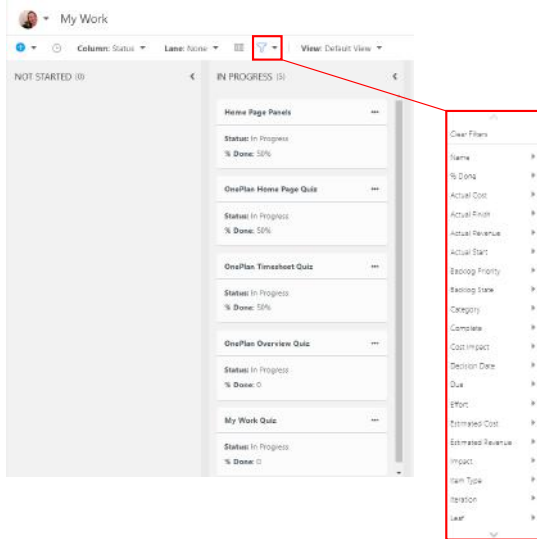 My Work
Column: Status Lane: None View: Default View
NOT STARTED (0)
IN PROGRESS (5)
Home Page Panels
Status: In Progress
% Done: 50%
OnePlan Home Page Quiz
Status: In Progress
% Done: 50%
OnePlan Timesheet Quiz
Status: In Progress
% Done: 50%
OnePlan Overview Quiz
Status: In Progress
% Done: 0
My Work Quiz
Status: In Progress
% Done: 0
Clear Filters
Name
% Done
Actual Cost
Actual Finish
Actual Revenue
Actual Start
Backlog Priority
Backlog State
Category
Complete
Cost Impact
Decision Date
Due
Effort
Estimated Cost
Estimated Revenue
Impact
Item Type
Iteration
Leaf